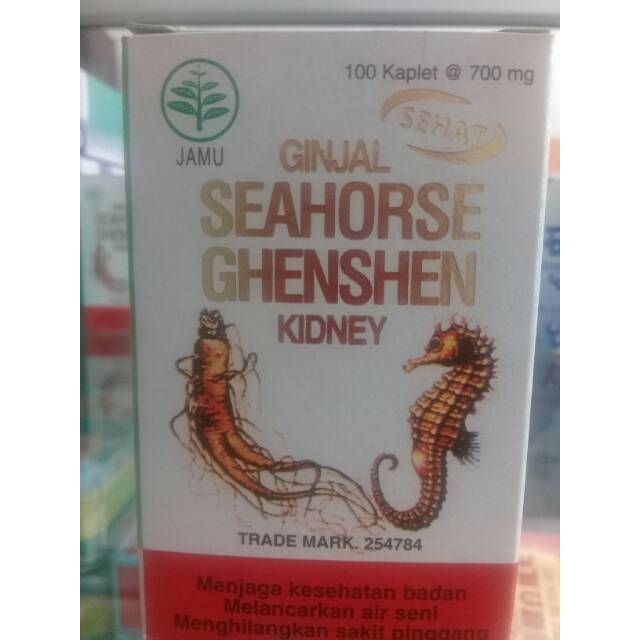 100 Kaplet @ 700 mg
SEHAT
JAMU
GINJAL
SEAHORSE
GHENSHEN
KIDNEY
TRADE MARK. 254784
Menjaga kesehatan badan
Melancarkan air seni
Menghilangkan sakit pinggang